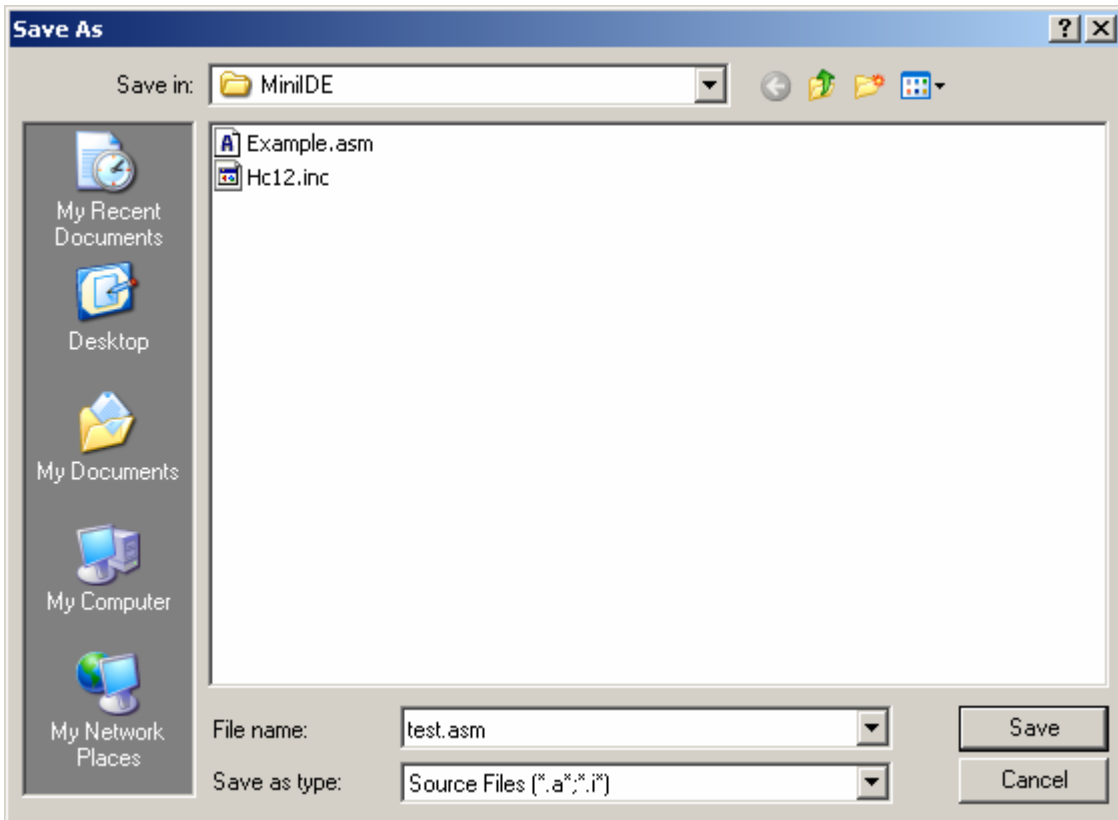 Save As
Save in:
MiniIDE
Example.asm
Hc12.inc
My Recent
Documents
Desktop
My Documents
My Computer
My Network
Places
File name:
test.asm
Save
Save as type:
Source Files (*.a*;*.i*)
Cancel